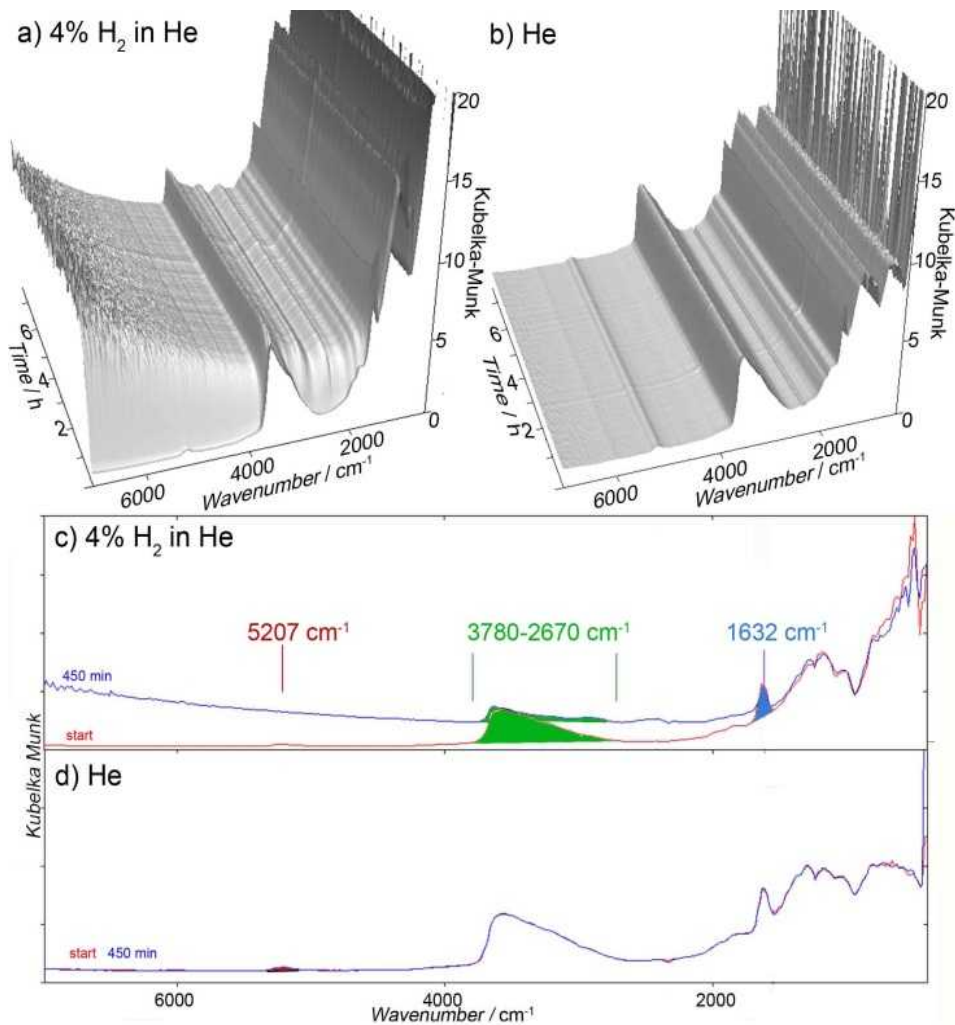 a) 4% H₂ in He
b) He
20
15
10
5
0
Kubelka-Munk
6
4
2
Time / h
6000
4000
2000
Wavenumber / cm⁻¹
20
15
10
5
0
Kubelka-Munk
6
4
2
Time / h
6000
4000
2000
Wavenumber / cm⁻¹
c) 4% H₂ in He
5207 cm⁻¹
3780-2670 cm⁻¹
1632 cm⁻¹
450 min
start
d) He
Kubelka Munk
start 450 min
6000 4000 2000
Wavenumber / cm⁻¹